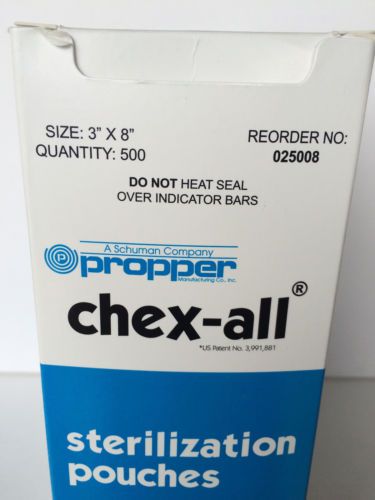 SIZE: 3" X 8"
QUANTITY: 500
REORDER NO:
025008
DO NOT HEAT SEAL
OVER INDICATOR BARS
A Schuman Company
P
propper
Manufacturing Co., Inc.
chex-all®
*US Patent No. 3,991,881
sterilization
pouches